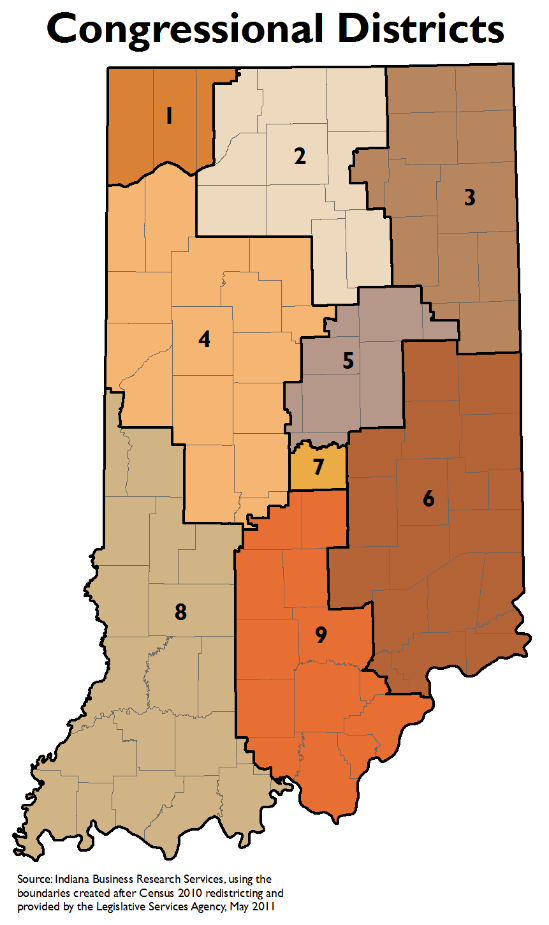 Congressional Districts
1
2
3
4
5
7
6
8
9
Source: Indiana Business Research Services, using the
boundaries created after Census 2010 redistricting and
provided by the Legislative Services Agency, May 2011